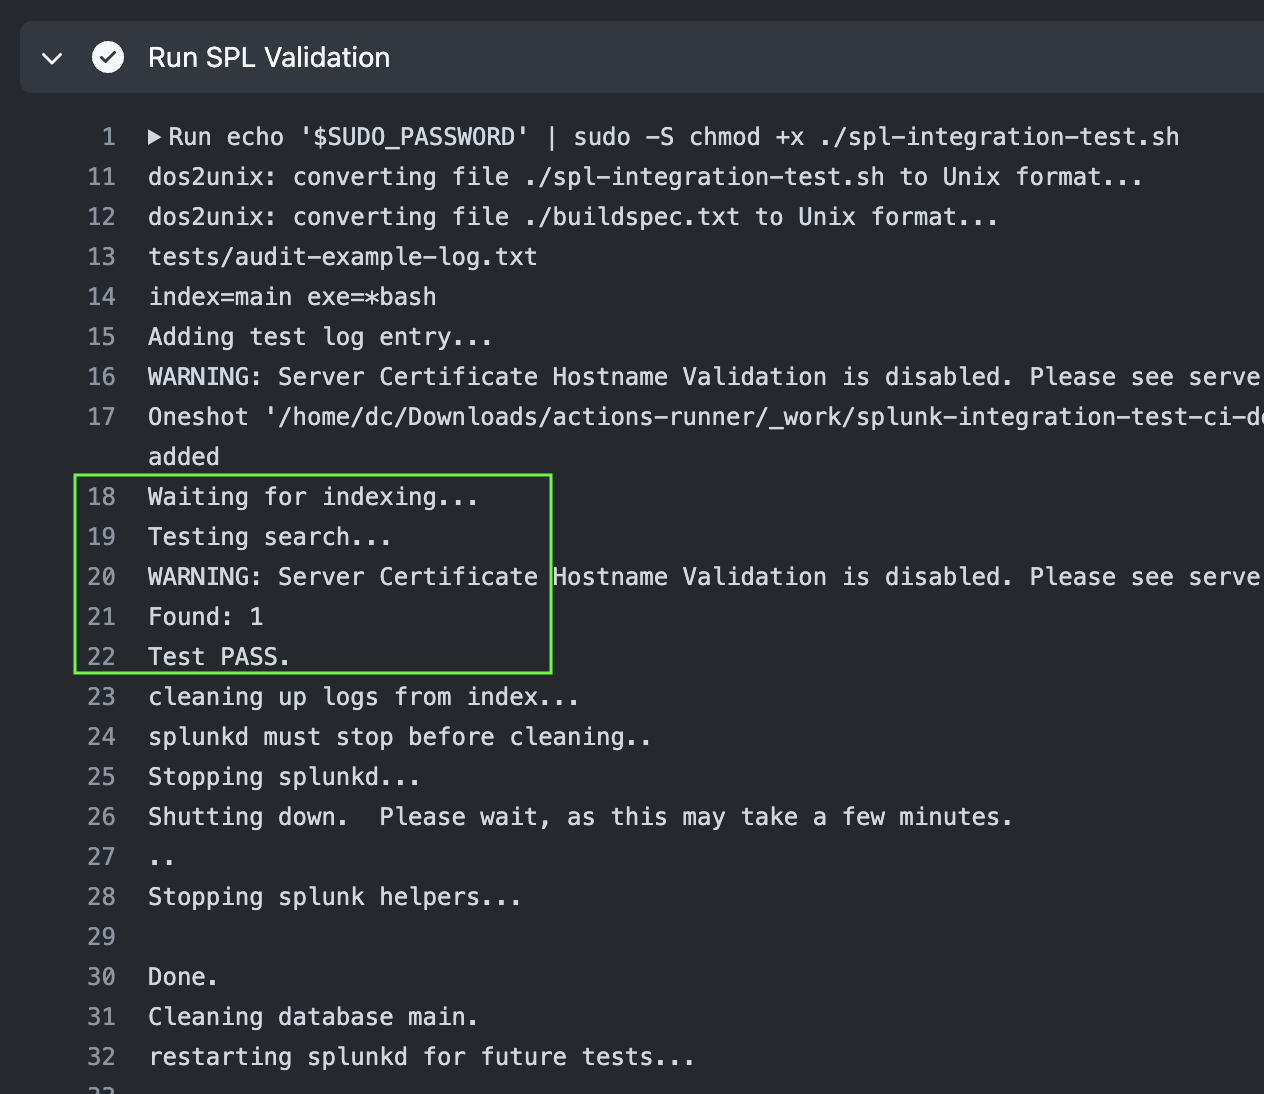 Run SPL Validation
1 Run echo '$SUDO_PASSWORD' | sudo -S chmod +x ./spl-integration-test.sh
11 dos2unix: converting file ./spl-integration-test.sh to Unix format...
12 dos2unix: converting file ./buildspec.txt to Unix format...
13 tests/audit-example-log.txt
14 index=main exe=*bash
15 Adding test log entry...
16 WARNING: Server Certificate Hostname Validation is disabled. Please see serve
17 Oneshot '/home/dc/Downloads/actions-runner/_work/splunk-integration-test-ci-de
added
18 Waiting for indexing...
19 Testing search...
20 WARNING: Server Certificate Hostname Validation is disabled. Please see serve
21 Found: 1
22 Test PASS.
23 cleaning up logs from index...
24 splunkd must stop before cleaning..
25 Stopping splunkd...
26 Shutting down.  Please wait, as this may take a few minutes.
27 ..
28 Stopping splunk helpers...
29
30 Done.
31 Cleaning database main.
32 restarting splunkd for future tests...